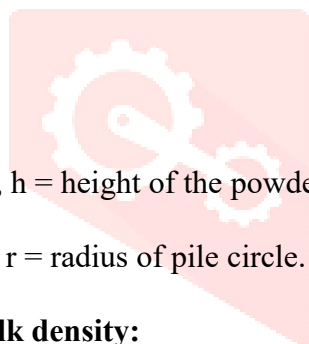 , h = height of the powde
r = radius of pile circle.
lk density: